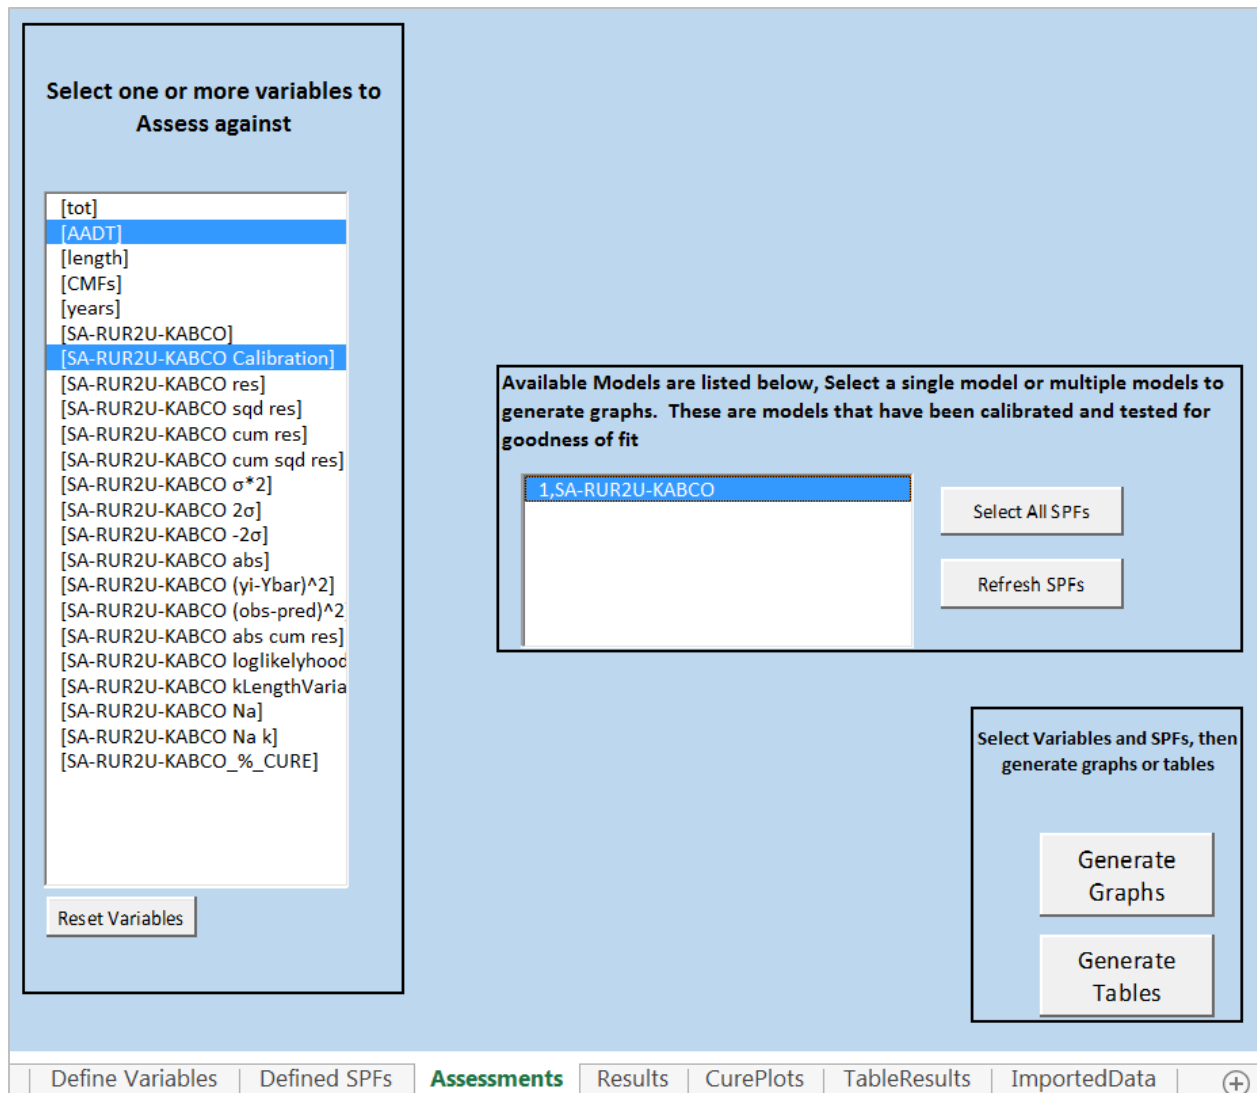 Select one or more variables to
Assess against
[tot]
[AADT]
[length]
[CMFs]
[years]
[SA-RUR2U-KABCO]
[SA-RUR2U-KABCO Calibration]
[SA-RUR2U-KABCO res]
[SA-RUR2U-KABCO sqd res]
[SA-RUR2U-KABCO cum res]
[SA-RUR2U-KABCO cum sqd res]
[SA-RUR2U-KABCO σ*2]
[SA-RUR2U-KABCO 2σ]
[SA-RUR2U-KABCO -2σ]
[SA-RUR2U-KABCO abs]
[SA-RUR2U-KABCO (yi-Ybar)^2]
[SA-RUR2U-KABCO (obs-pred)^2
[SA-RUR2U-KABCO abs cum res]
[SA-RUR2U-KABCO loglikelyhood
[SA-RUR2U-KABCO kLengthVaria
[SA-RUR2U-KABCO Na]
[SA-RUR2U-KABCO Na k]
[SA-RUR2U-KABCO_%_CURE]
Reset Variables
Available Models are listed below, Select a single model or multiple models to
generate graphs. These are models that have been calibrated and tested for
goodness of fit
1,SA-RUR2U-KABCO
Select All SPFs
Refresh SPFs
Select Variables and SPFs, then
generate graphs or tables
Generate
Graphs
Generate
Tables
Define Variables
Defined SPFs
Assessments
Results
CurePlots
TableResults
ImportedData